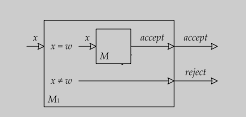 x x accept accept
x = w
M
reject
x ≠ w
M₁